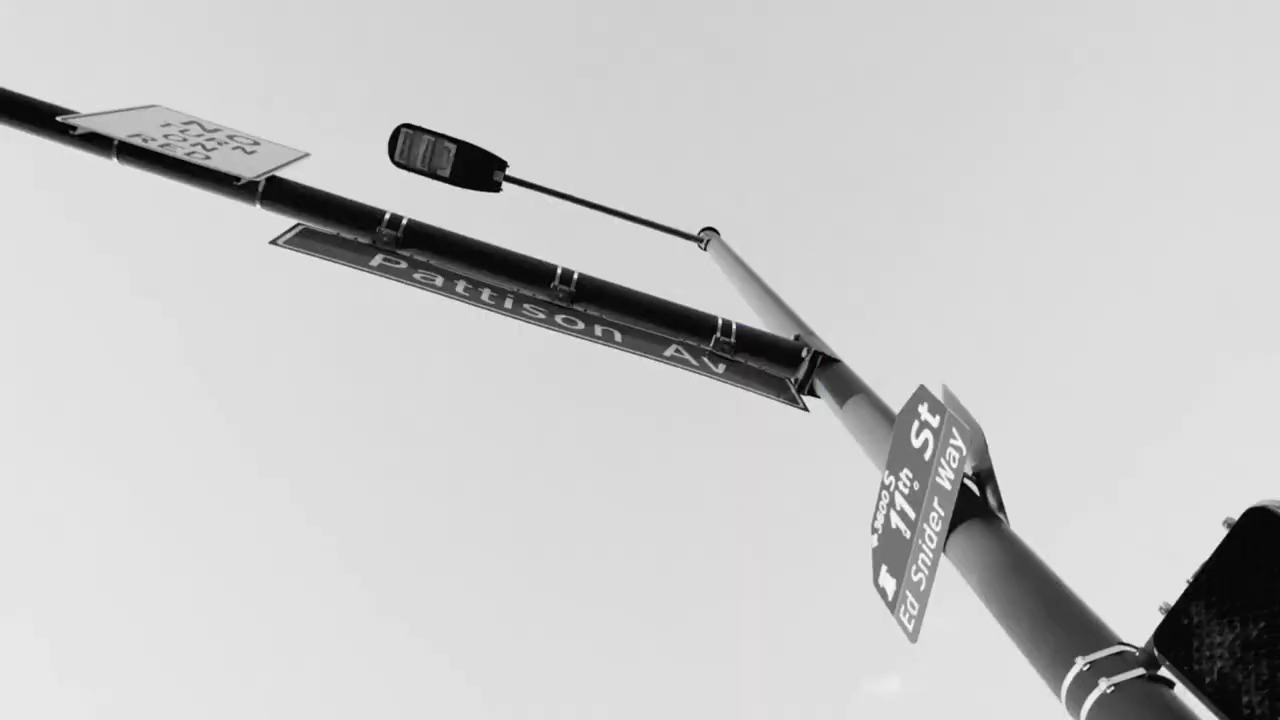 NO
TURN
ON
RED
Pattison Av
3600 S
11th St
Ed Snider Way